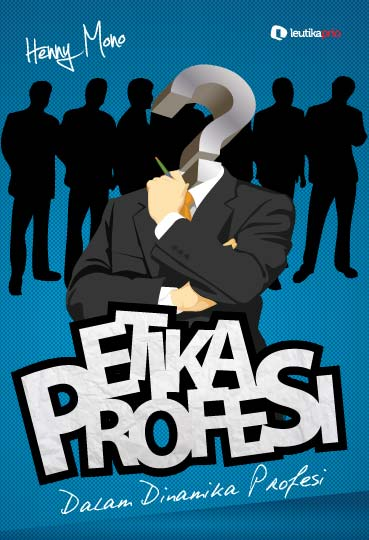 Henny Mono
leutikaprio
ETIKA
PROFESI
Dalam Dinamika Profesi